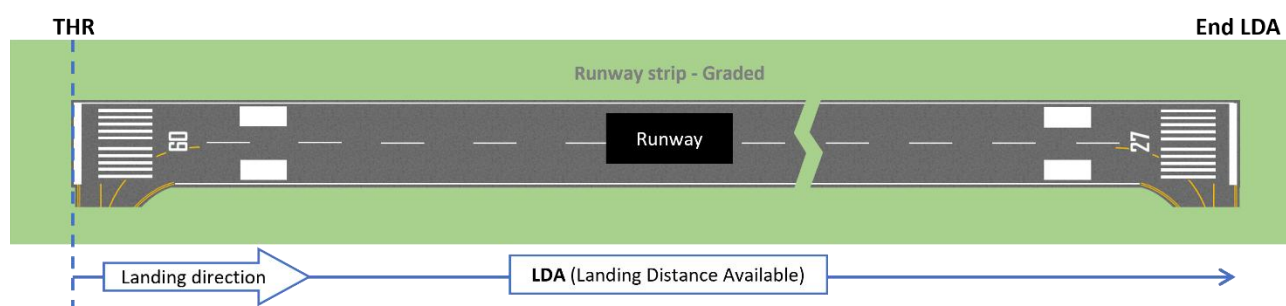 THR
End LDA
Runway strip - Graded
09
Runway
27
Landing direction
LDA (Landing Distance Available)